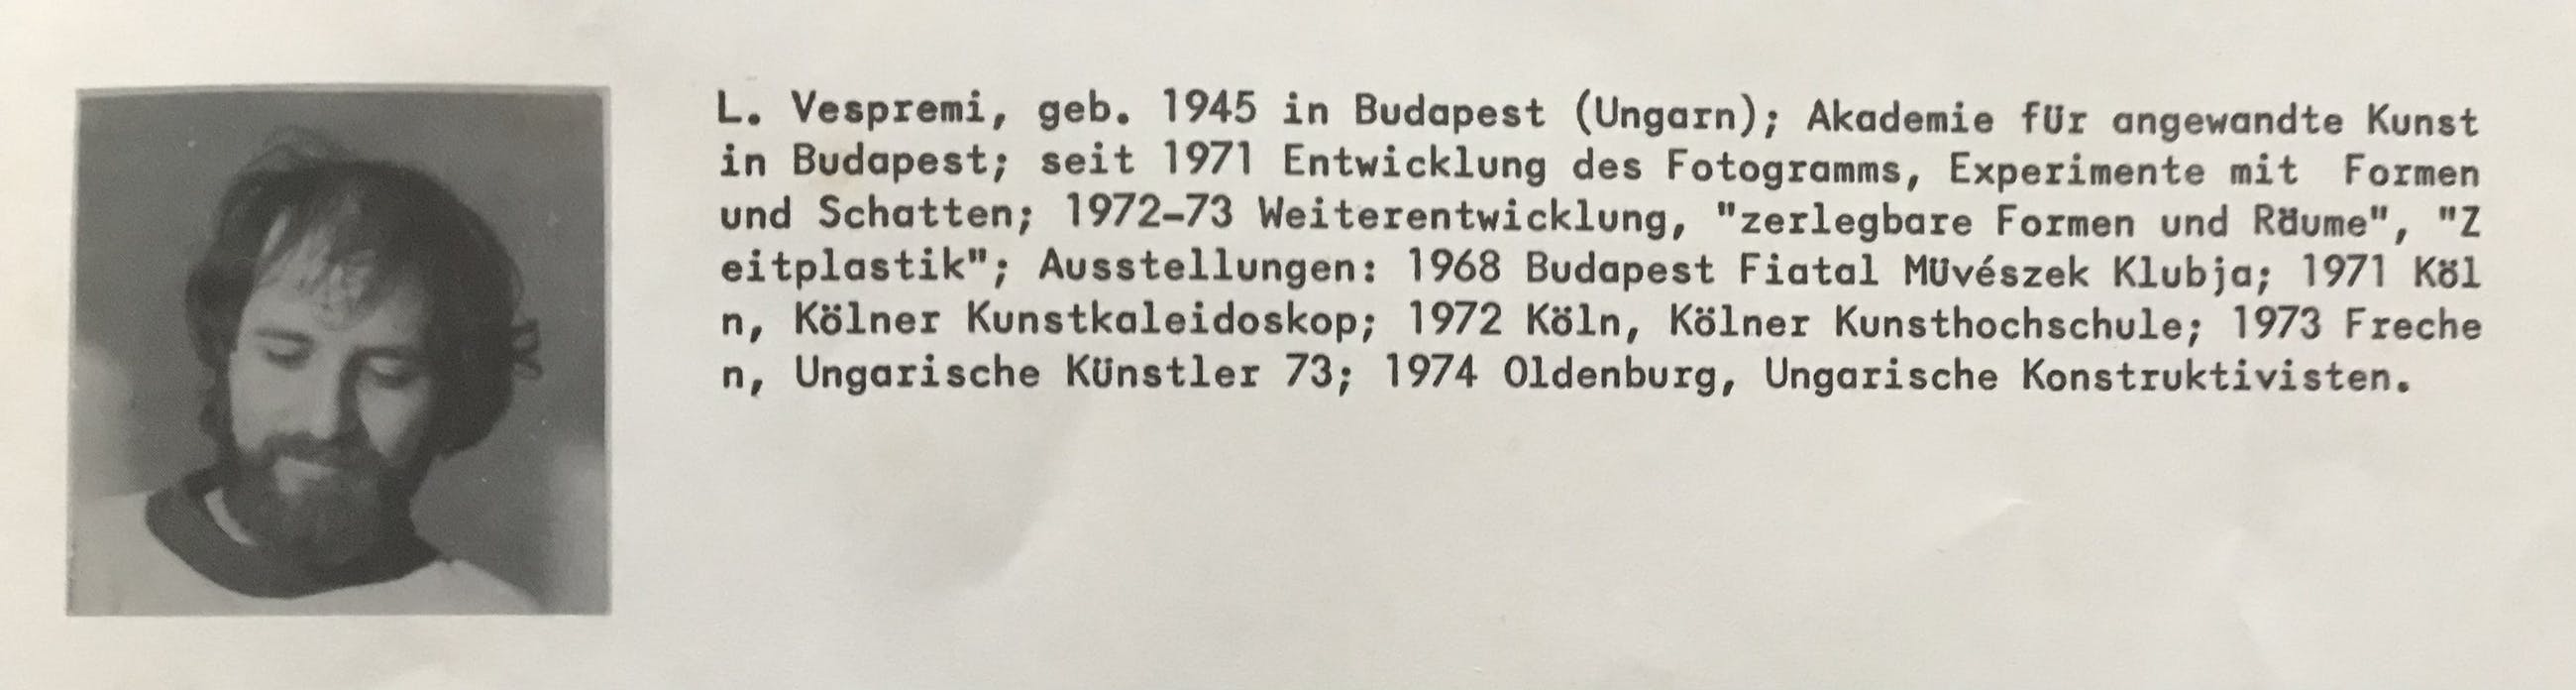 L. Vespremi, geb. 1945 in Budapest (Ungarn); Akademie für angewandte Kunst
in Budapest; seit 1971 Entwicklung des Fotogramms, Experimente mit Formen
und Schatten; 1972-73 Weiterentwicklung, "zerlegbare Formen und Räume", "Z
eitplastik"; Ausstellungen: 1968 Budapest Fiatal Müvészek Klubja; 1971 Köl
n, Kölner Kunstkaleidoskop; 1972 Köln, Kölner Kunsthochschule; 1973 Freche
n, Ungarische Künstler 73; 1974 Oldenburg, Ungarische Konstruktivisten.